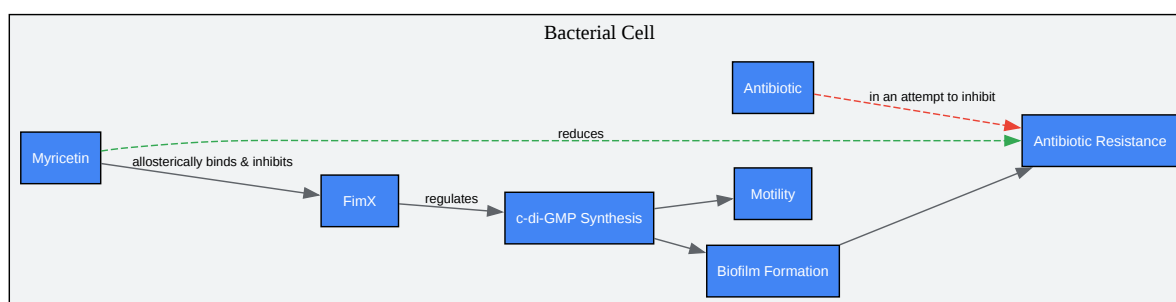 Bacterial Cell
Antibiotic
in an attempt to inhibit
Antibiotic Resistance
reduces
Myricetin
allosterically binds & inhibits
FimX
regulates
c-di-GMP Synthesis
Motility
Biofilm Formation